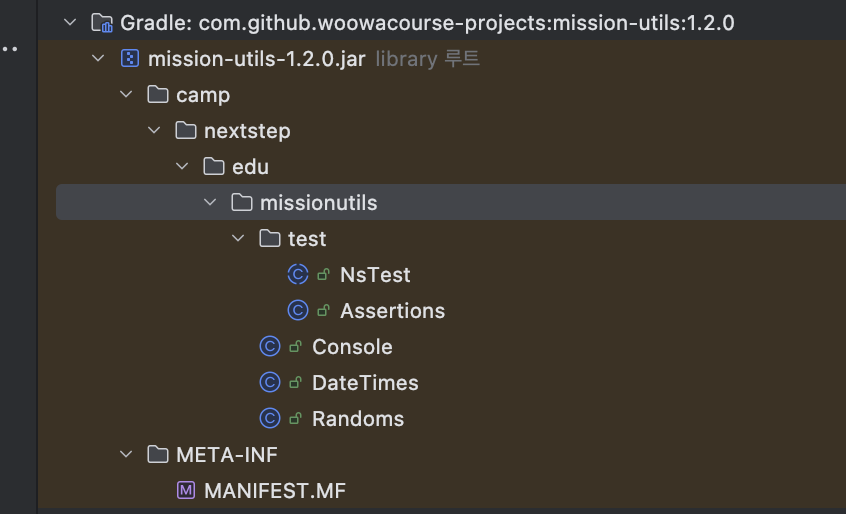 Gradle: com.github.woowacourse-projects:mission-utils:1.2.0
mission-utils-1.2.0.jar library 루트
camp
nextstep
edu
missionutils
test
C NsTest
C Assertions
C Console
C DateTimes
C Randoms
META-INF
M MANIFEST.MF